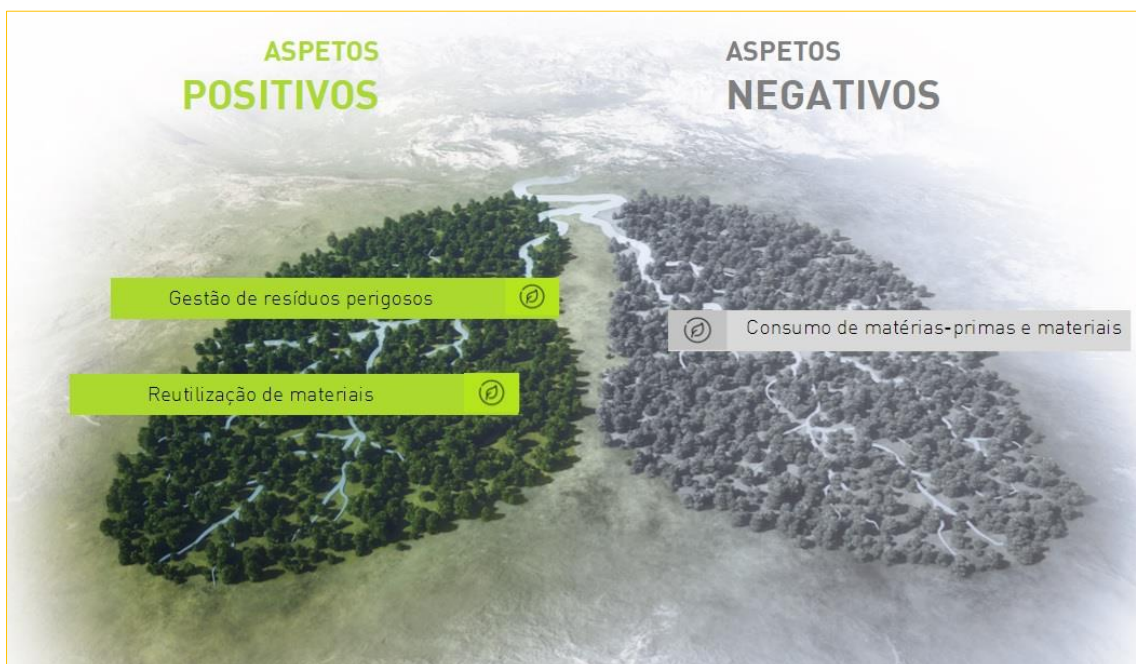 ASPETOS
POSITIVOS
ASPETOS
NEGATIVOS
Gestão de resíduos perigosos
Consumo de matérias-primas e materiais
Reutilização de materiais